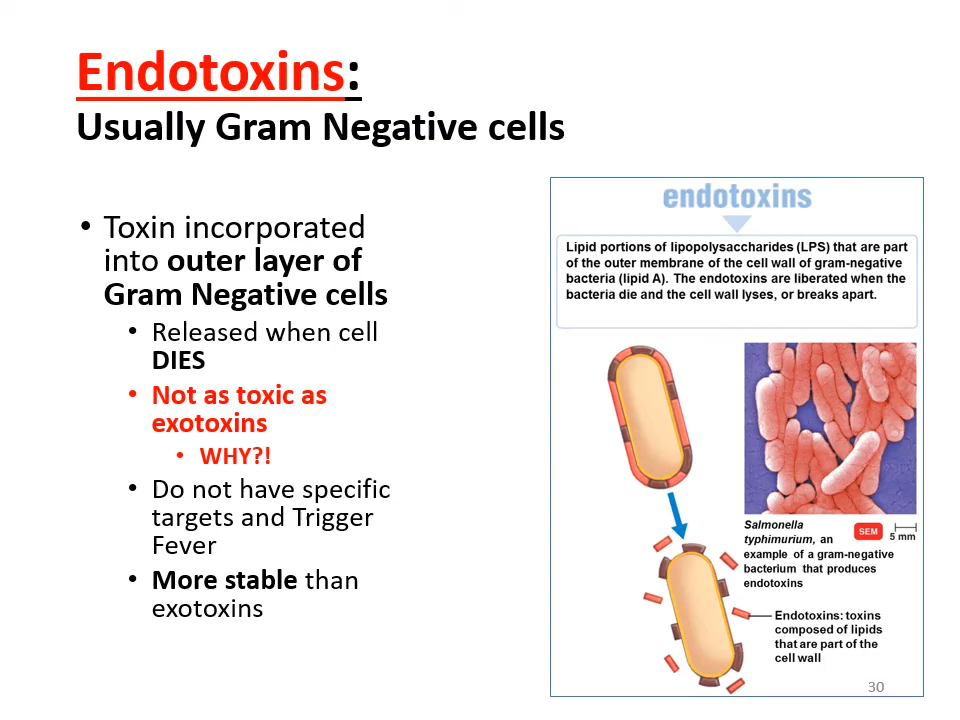 Endotoxins:
Usually Gram Negative cells
• Toxin incorporated
into outer layer of
Gram Negative cells
• Released when cell
DIES
• Not as toxic as
exotoxins
• WHY?!
• Do not have specific
targets and Trigger
Fever
• More stable than
exotoxins
endotoxins
Lipid portions of lipopolysaccharides (LPS) that are part
of the outer membrane of the cell wall of gram-negative
bacteria (lipid A). The endotoxins are liberated when the
bacteria die and the cell wall lyses, or breaks apart.
Salmonella
typhimurium, an
example of a gram-negative
bacterium that produces
endotoxins
SEM
5 mm
Endotoxins: toxins
composed of lipids
that are part of the
cell wall
30